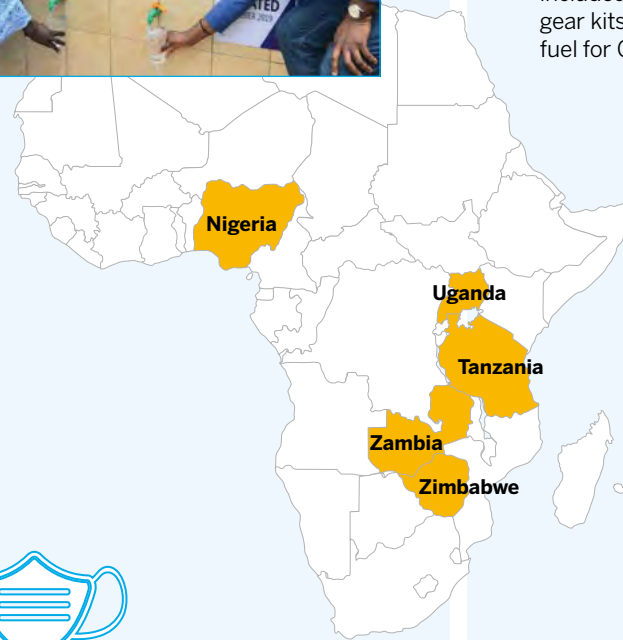 gear kits
fuel for
Nigeria
Uganda
Tanzania
Zambia
Zimbabwe